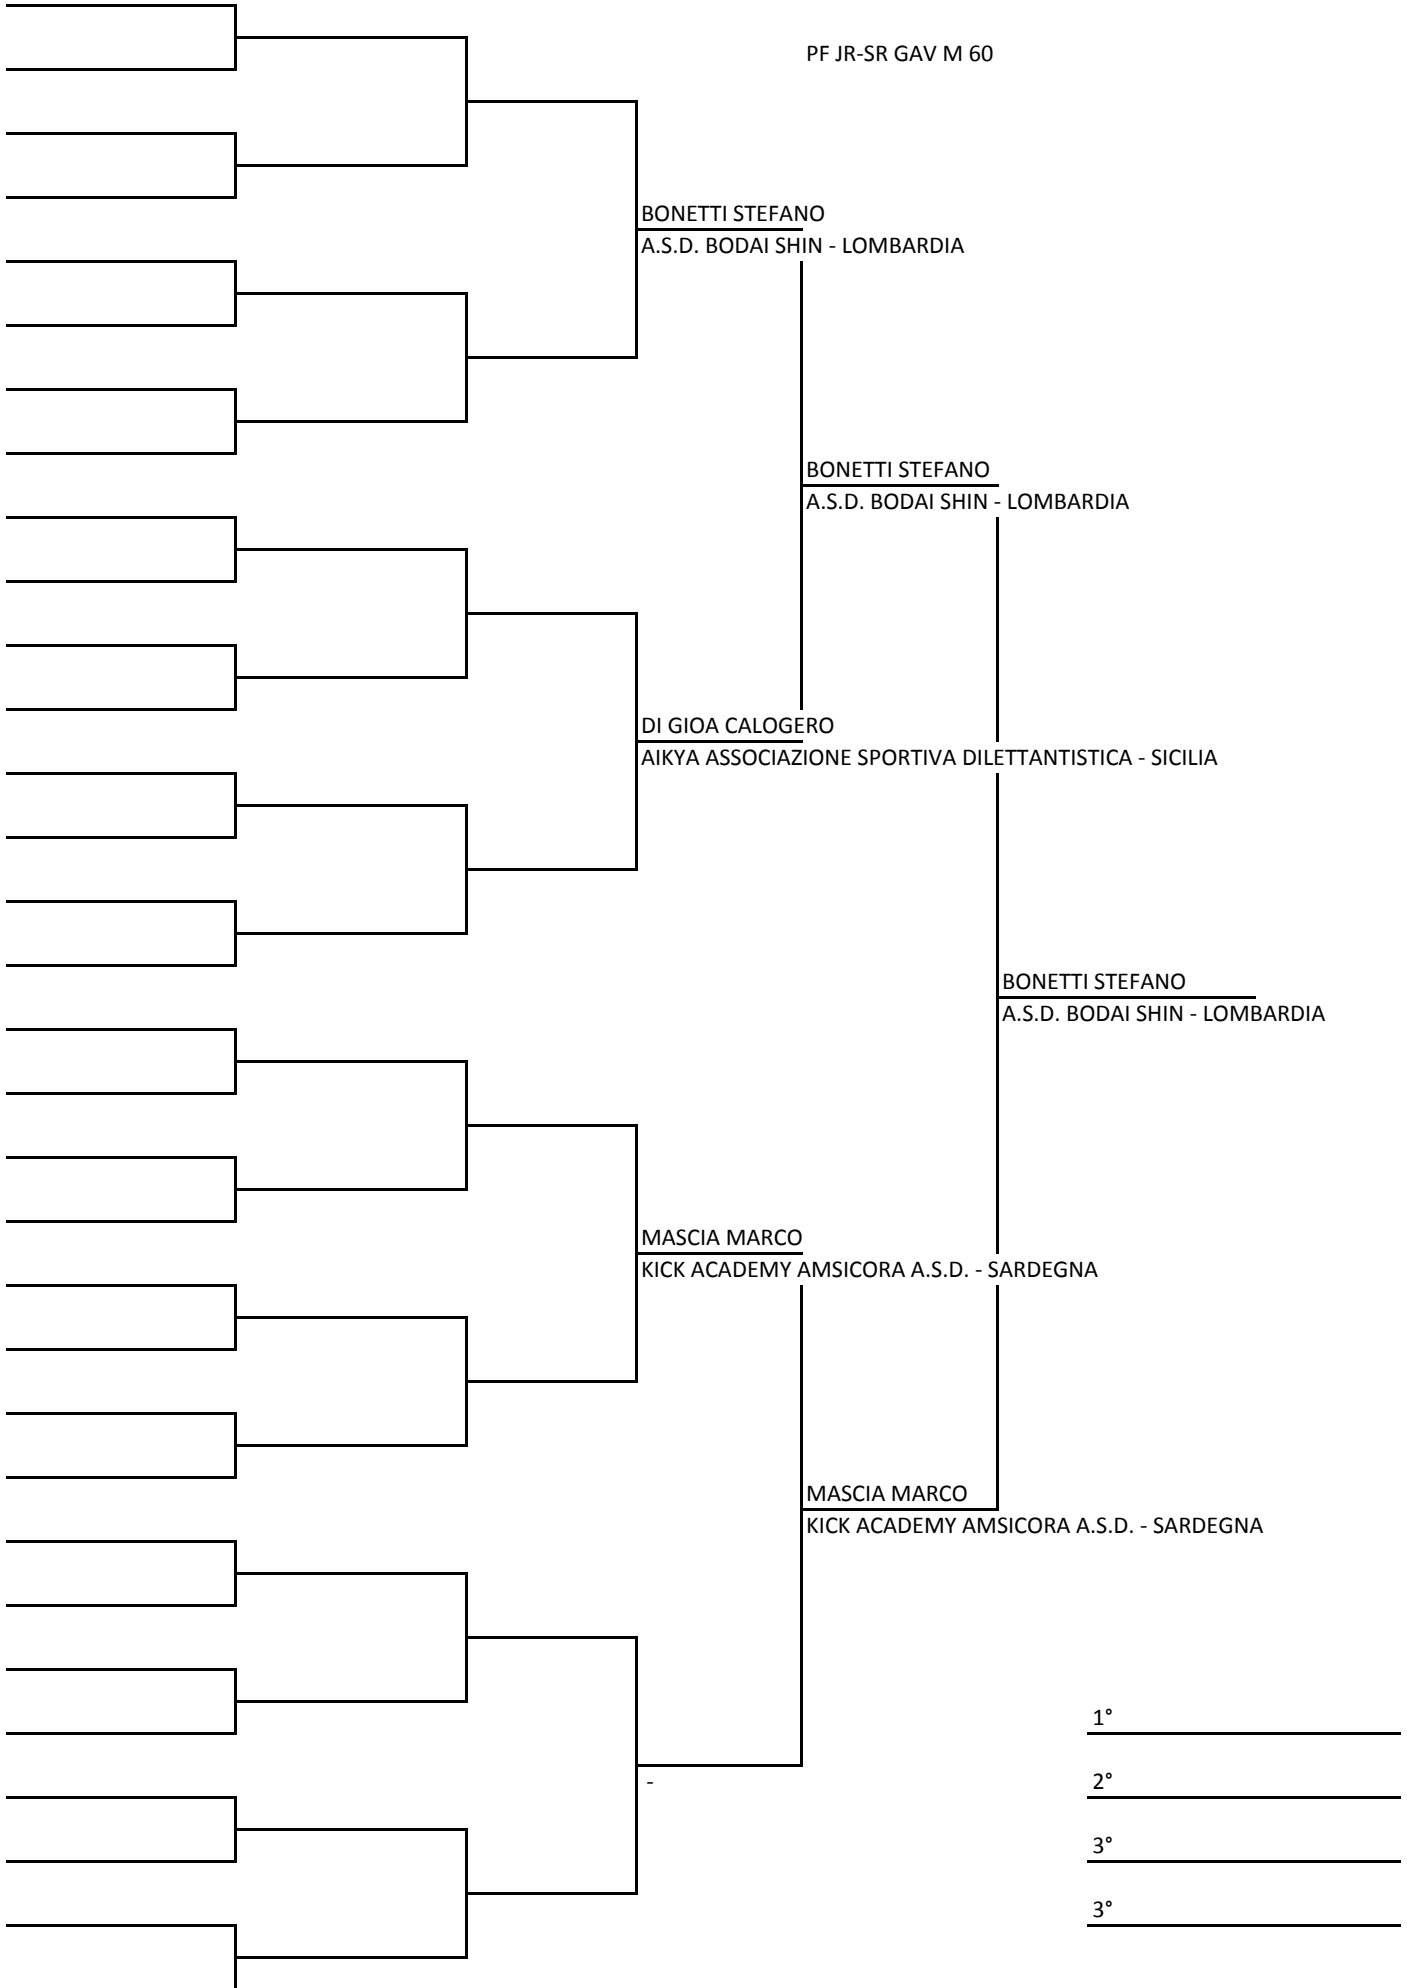 PF JR-SR GAV M 60
BONETTI STEFANO
A.S.D. BODAI SHIN - LOMBARDIA
BONETTI STEFANO
A.S.D. BODAI SHIN - LOMBARDIA
DI GIOA CALOGERO
AIKYA ASSOCIAZIONE SPORTIVA DILETTANTISTICA - SICILIA
BONETTI STEFANO
A.S.D. BODAI SHIN - LOMBARDIA
MASCIA MARCO
KICK ACADEMY AMSICORA A.S.D. - SARDEGNA
MASCIA MARCO
KICK ACADEMY AMSICORA A.S.D. - SARDEGNA
1°
-
2°
3°
3°